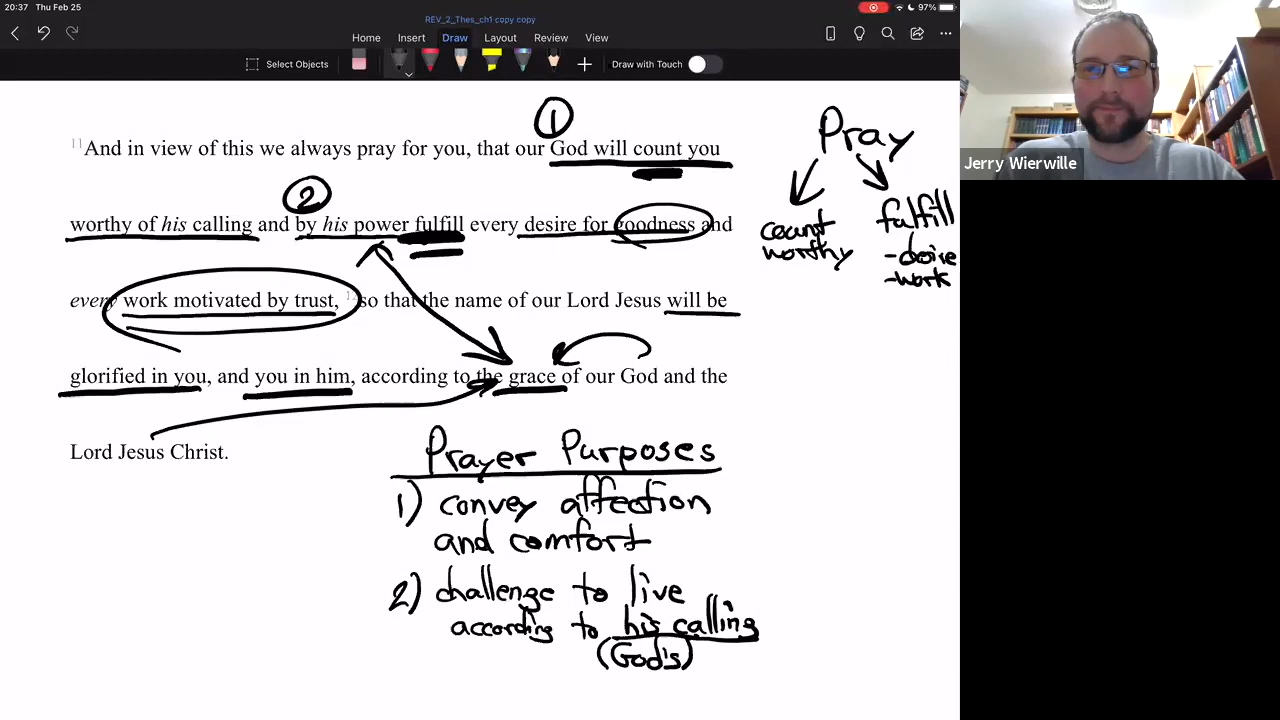 20:37 Thu Feb 25
97%
REV_2_Thes_ch1 copy copy
Home Insert Draw Layout Review View
Select Objects
Draw with Touch
1
11And in view of this we always pray for you, that our God will count you
2
worthy of his calling and by his power fulfill every desire for goodness and
every work motivated by trust, 12so that the name of our Lord Jesus will be
glorified in you, and you in him, according to the grace of our God and the
Lord Jesus Christ.
Pray
count
worthy
fulfill
-desire
-work
Prayer Purposes
1) convey affection
and comfort
2) challenge to live
according to his calling
(God's)
Jerry Wierwille